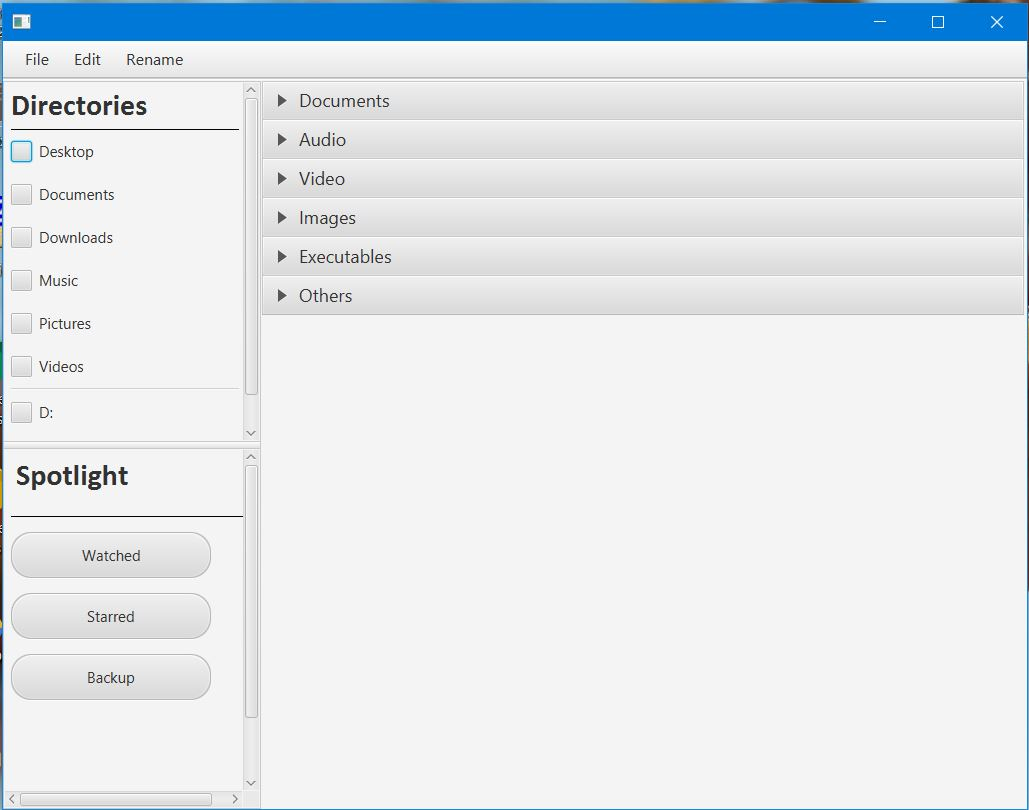 File Edit Rename
Directories
Desktop
Documents
Downloads
Music
Pictures
Videos
D:
Spotlight
Watched
Starred
Backup
Documents
Audio
Video
Images
Executables
Others